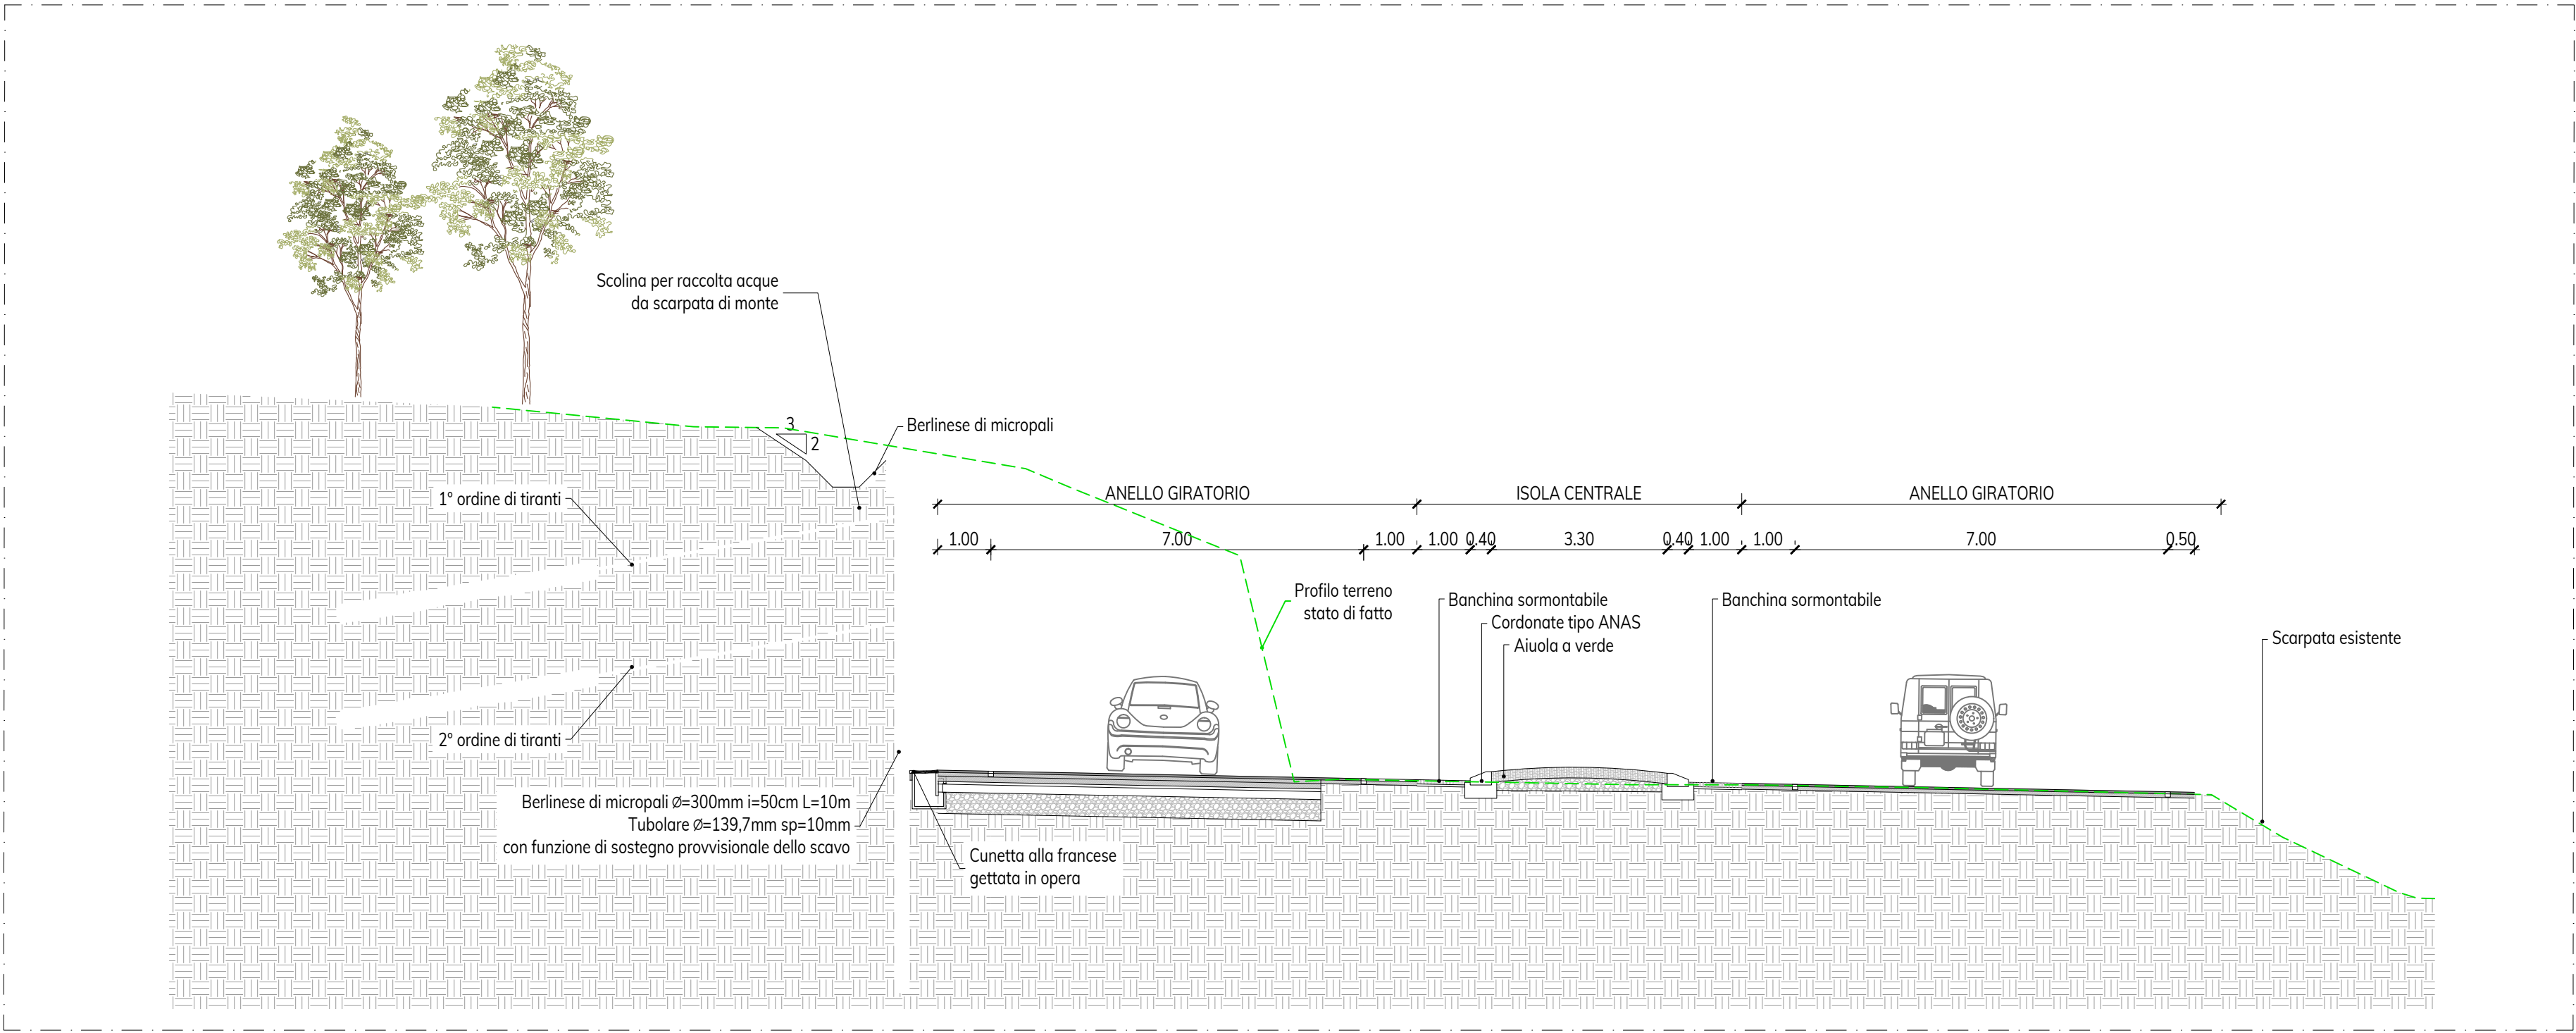 Scolina per raccolta acque
da scarpata di monte
3
2
Berlinese di micropali
1° ordine di tiranti
ANELLO GIRATORIO
ISOLA CENTRALE
ANELLO GIRATORIO
1.00
7.00
1.00
1.00
0.40
3.30
0.40
1.00
1.00
7.00
0.50
Profilo terreno
stato di fatto
Banchina sormontabile
Cordonate tipo ANAS
Aiuola a verde
Banchina sormontabile
Scarpata esistente
2° ordine di tiranti
Berlinese di micropali Ø=300mm i=50cm L=10m
Tubolare Ø=139,7mm sp=10mm
con funzione di sostegno provvisionale dello scavo
Cunetta alla francese
gettata in opera